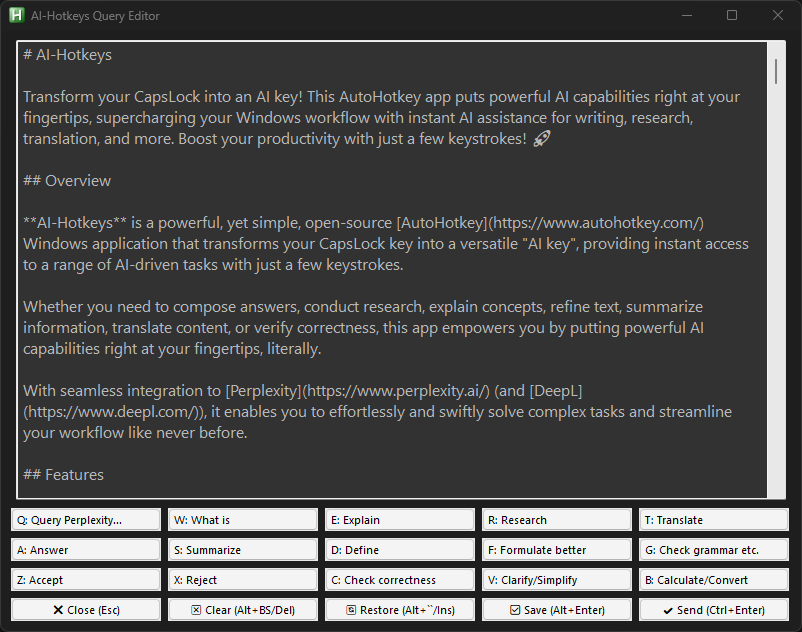 AI-Hotkeys Query Editor
# AI-Hotkeys
Transform your CapsLock into an AI key! This AutoHotkey app puts powerful AI capabilities right at your
fingertips, supercharging your Windows workflow with instant AI assistance for writing, research,
translation, and more. Boost your productivity with just a few keystrokes! 🚀
## Overview
**AI-Hotkeys** is a powerful, yet simple, open-source [AutoHotkey](https://www.autohotkey.com/)
Windows application that transforms your CapsLock key into a versatile "AI key", providing instant access
to a range of AI-driven tasks with just a few keystrokes.
Whether you need to compose answers, conduct research, explain concepts, refine text, summarize
information, translate content, or verify correctness, this app empowers you by putting powerful AI
capabilities right at your fingertips, literally.
With seamless integration to [Perplexity](https://www.perplexity.ai/) (and [DeepL]
(https://www.deepl.com/)), it enables you to effortlessly and swiftly solve complex tasks and streamline
your workflow like never before.
## Features
Q: Query Perplexity... W: What is E: Explain R: Research T: Translate
A: Answer S: Summarize D: Define F: Formulate better G: Check grammar etc.
Z: Accept X: Reject C: Check correctness V: Clarify/Simplify B: Calculate/Convert
Close (Esc) Clear (Alt+BS/Del) Restore (Alt+``/Ins) Save (Alt+Enter) Send (Ctrl+Enter)